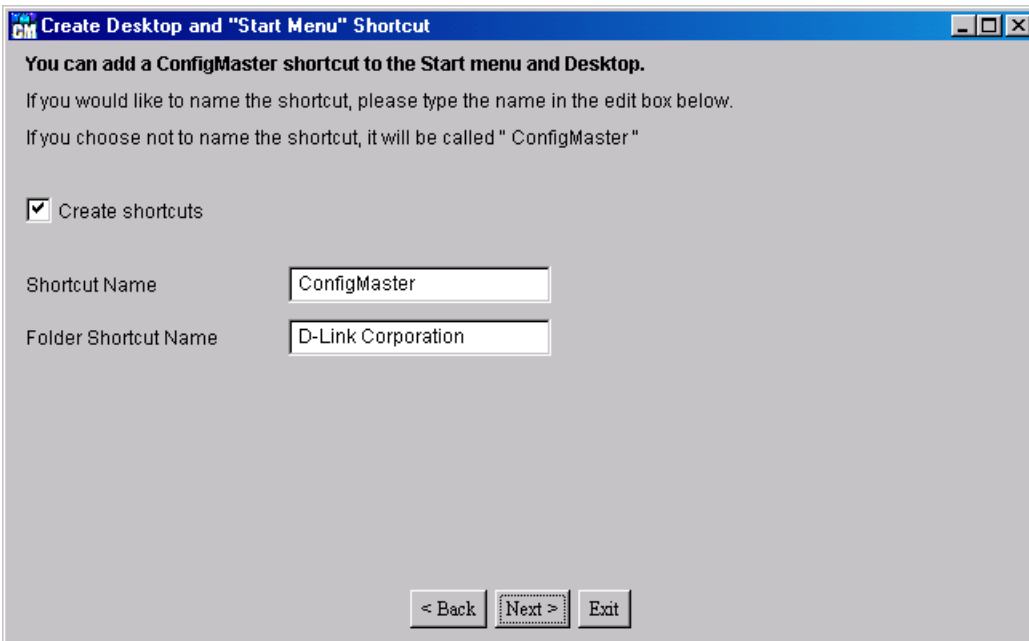 CM Create Desktop and "Start Menu" Shortcut
You can add a ConfigMaster shortcut to the Start menu and Desktop.
If you would like to name the shortcut, please type the name in the edit box below.
If you choose not to name the shortcut, it will be called " ConfigMaster "
Create shortcuts
Shortcut Name ConfigMaster
Folder Shortcut Name D-Link Corporation
< Back Next > Exit